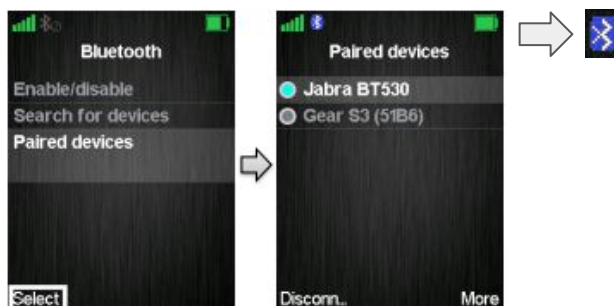 Bluetooth
Enable/disable
Search for devices
Paired devices
Select
Paired devices
Jabra BT530
Gear S3 (51B6)
Disconn...
More